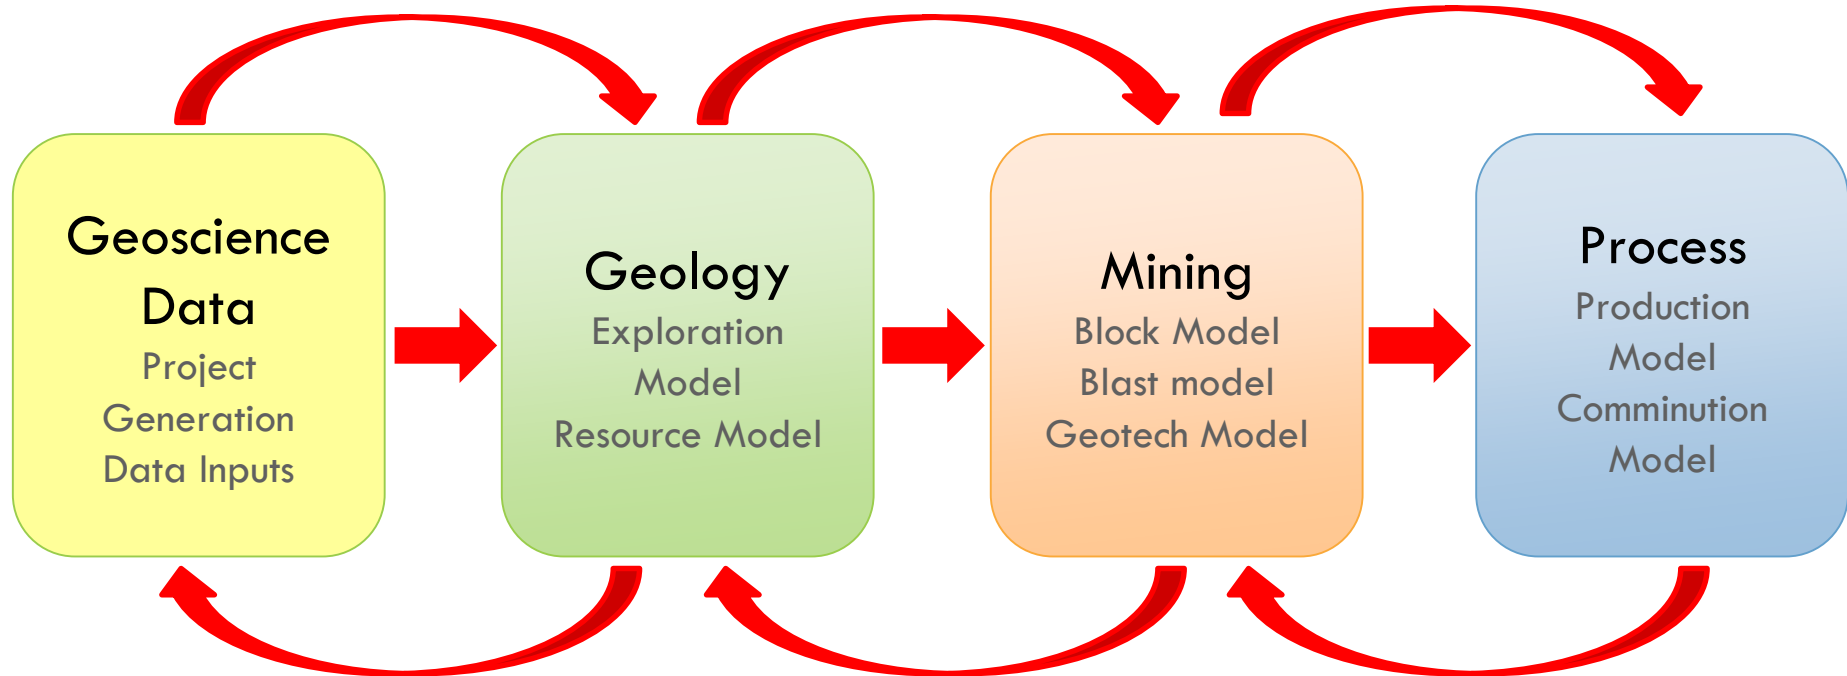 Geoscience
Data
Project
Generation
Data Inputs
Geology
Exploration
Model
Resource Model
Mining
Block Model
Blast model
Geotech Model
Process
Production
Model
Comminution
Model